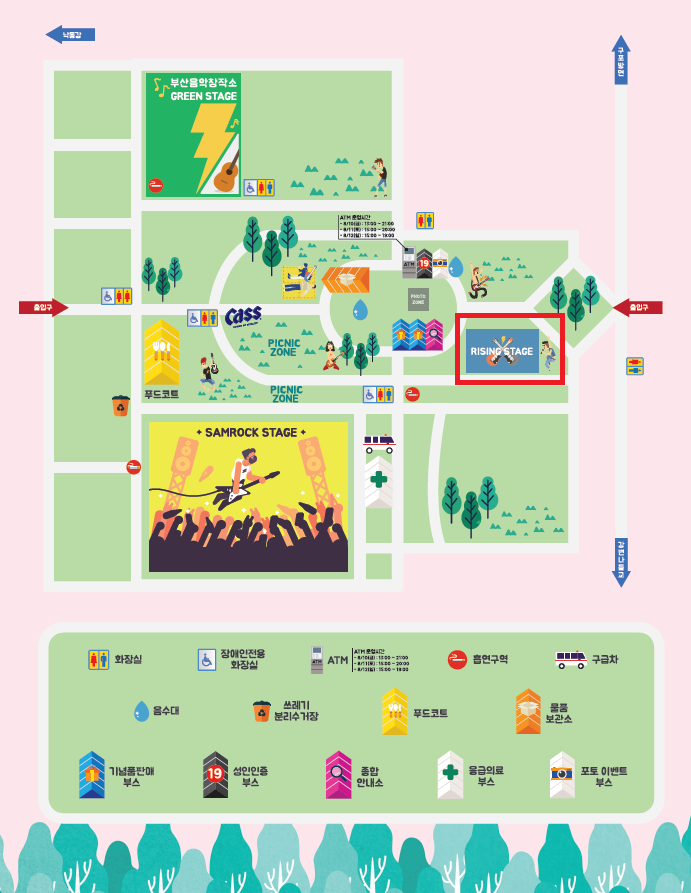 낙동강
구포방면
부산음악창작소
GREEN STAGE
ATM 운영시간
- 8/10(금) : 13:00 ~ 21:00
- 8/11(토) : 15:00 ~ 20:00
- 8/12(일) : 15:00 ~ 19:00
ATM
19
출입구
출입구
PHOTO
ZONE
Cass
PICNIC
ZONE
RISING STAGE
푸드코트
PICNIC
ZONE
SAMROCK STAGE
강변나들교
화장실
장애인전용
화장실
ATM
ATM 운영시간
- 8/10(금) : 13:00 ~ 21:00
- 8/11(토) : 15:00 ~ 20:00
- 8/12(일) : 15:00 ~ 19:00
흡연구역
구급차
음수대
쓰레기
분리수거장
푸드코트
물품
보관소
기념품판매
부스
19
성인인증
부스
종합
안내소
응급의료
부스
포토 이벤트
부스